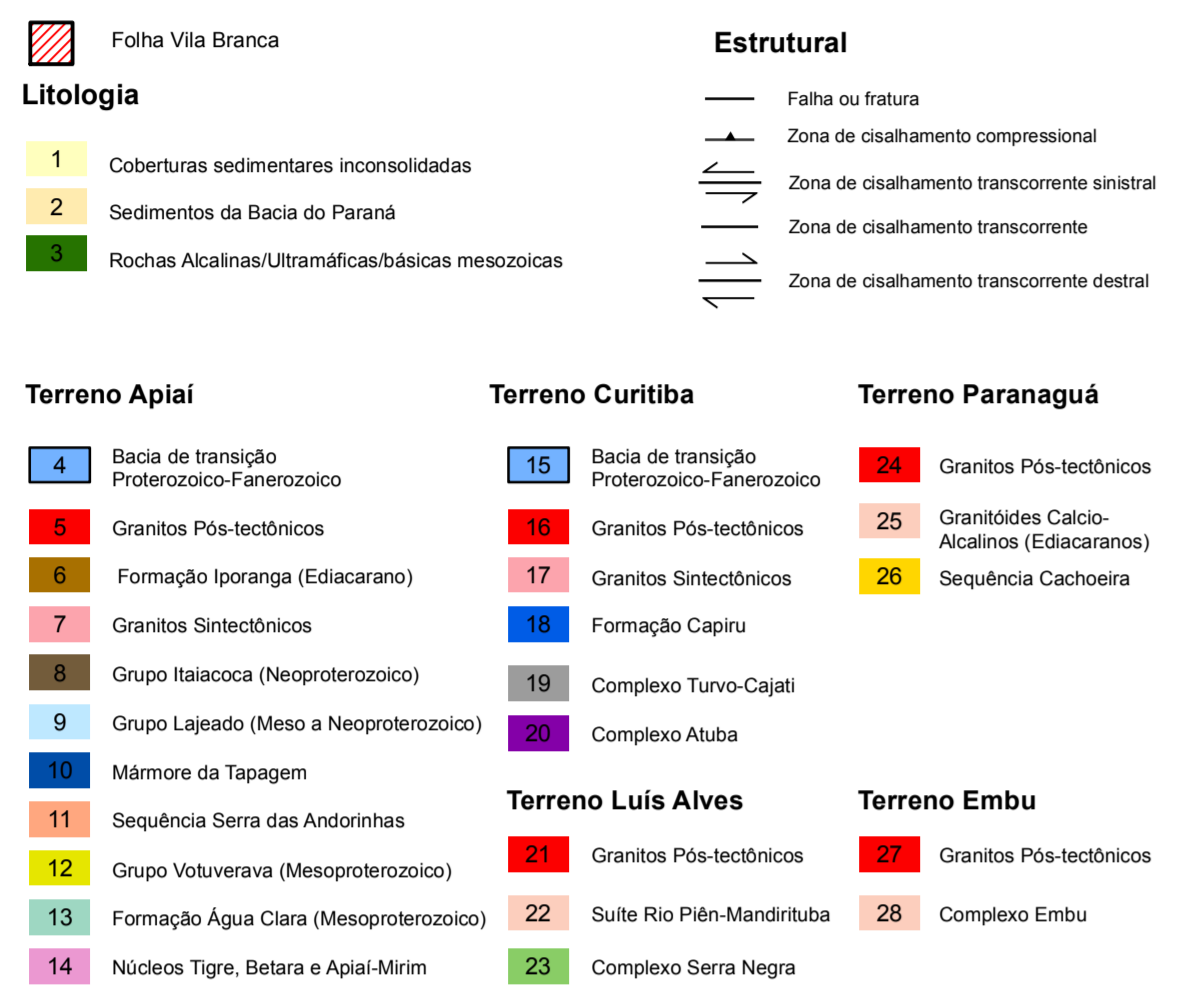 Folha Vila Branca
Litologia
1 Coberturas sedimentares inconsolidadas
2 Sedimentos da Bacia do Paraná
3 Rochas Alcalinas/Ultramáficas/básicas mesozoicas
Estrutural
Falha ou fratura
Zona de cisalhamento compressional
Zona de cisalhamento transcorrente sinistral
Zona de cisalhamento transcorrente
Zona de cisalhamento transcorrente destral
Terreno Apiaí
4 Bacia de transição
Proterozoico-Fanerozoico
5 Granitos Pós-tectônicos
6 Formação Iporanga (Ediacarano)
7 Granitos Sintectônicos
8 Grupo Itaiacoca (Neoproterozoico)
9 Grupo Lajeado (Meso a Neoproterozoico)
10 Mármore da Tapagem
11 Sequência Serra das Andorinhas
12 Grupo Votuverava (Mesoproterozoico)
13 Formação Água Clara (Mesoproterozoico)
14 Núcleos Tigre, Betara e Apiaí-Mirim
Terreno Curitiba
15 Bacia de transição
Proterozoico-Fanerozoico
16 Granitos Pós-tectônicos
17 Granitos Sintectônicos
18 Formação Capiru
19 Complexo Turvo-Cajati
20 Complexo Atuba
Terreno Luís Alves
21 Granitos Pós-tectônicos
22 Suíte Rio Piên-Mandirituba
23 Complexo Serra Negra
Terreno Paranaguá
24 Granitos Pós-tectônicos
25 Granitóides Calcio-
Alcalinos (Ediacaranos)
26 Sequência Cachoeira
Terreno Embu
27 Granitos Pós-tectônicos
28 Complexo Embu